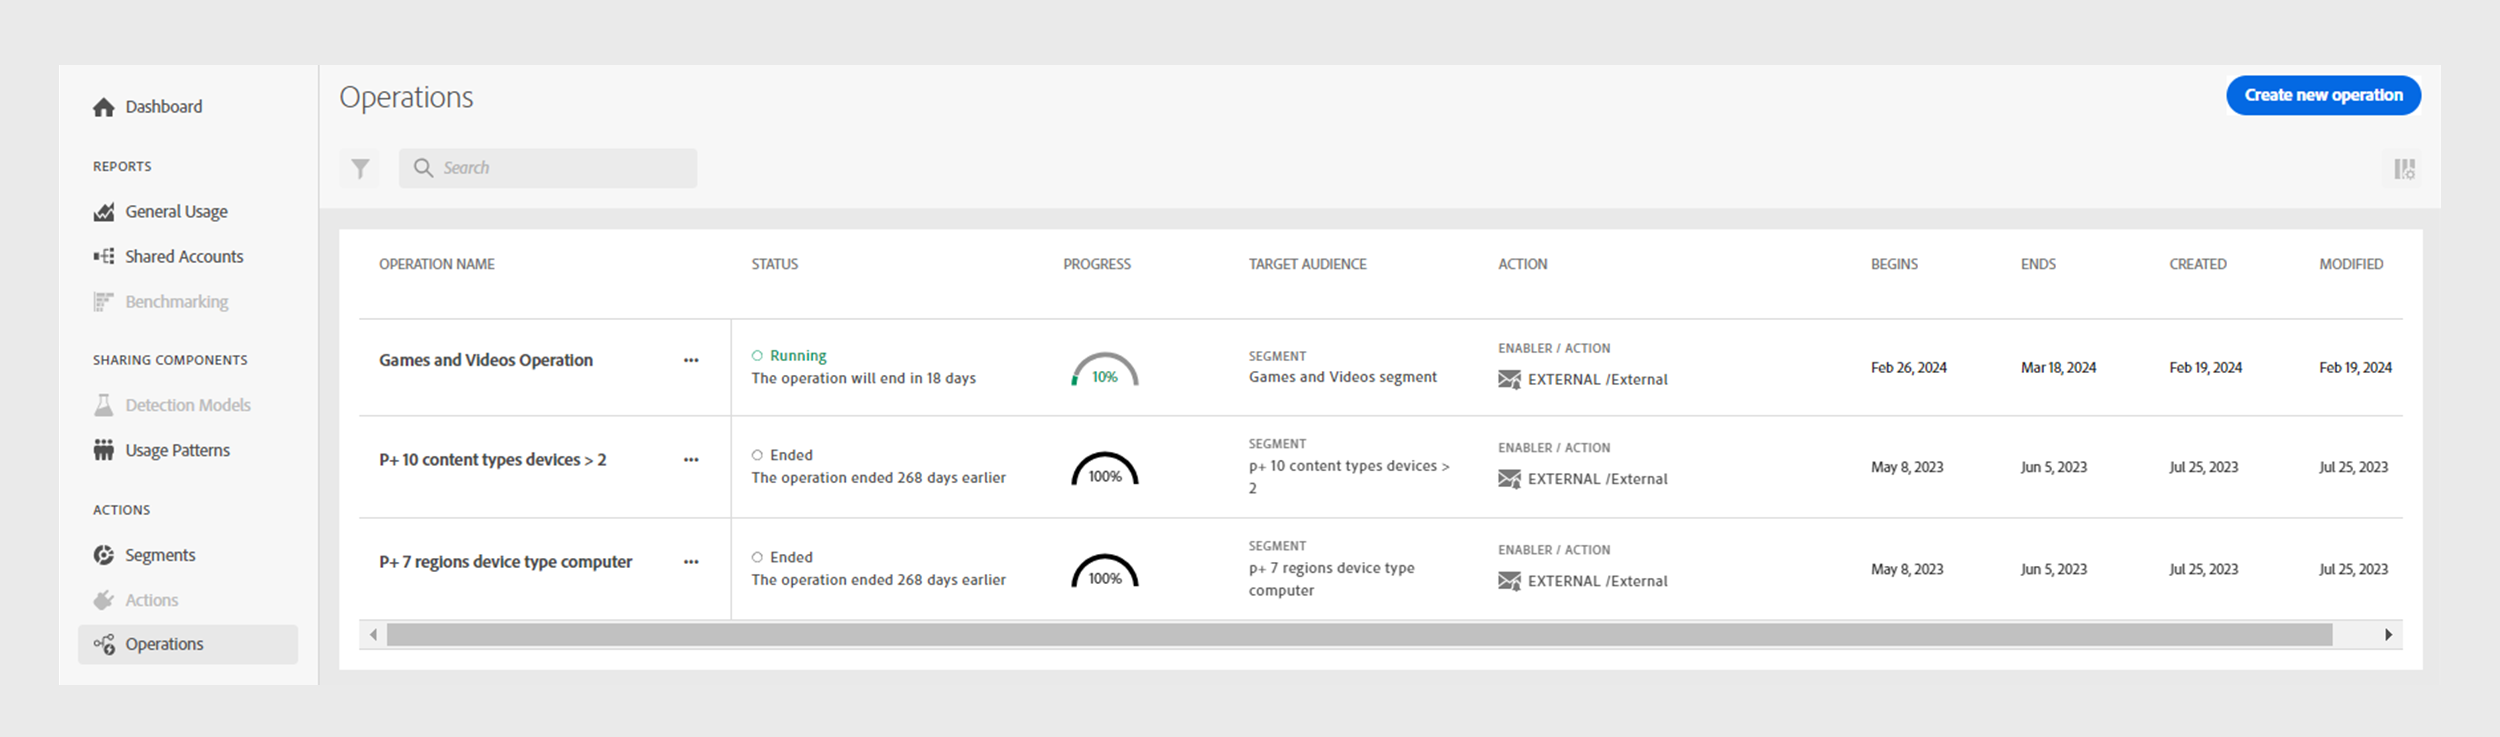 Dashboard
REPORTS
General Usage
Shared Accounts
Benchmarking
SHARING COMPONENTS
Detection Models
Usage Patterns
ACTIONS
Segments
Actions
Operations
Operations
Create new operation
Search
OPERATION NAME STATUS PROGRESS TARGET AUDIENCE ACTION BEGINS ENDS CREATED MODIFIED
Games and Videos Operation
Running
The operation will end in 18 days
10%
SEGMENT
Games and Videos segment
ENABLER / ACTION
EXTERNAL /External
Feb 26, 2024
Mar 18, 2024
Feb 19, 2024
Feb 19, 2024
P+ 10 content types devices > 2
Ended
The operation ended 268 days earlier
100%
SEGMENT
p+ 10 content types devices >
2
ENABLER / ACTION
EXTERNAL /External
May 8, 2023
Jun 5, 2023
Jul 25, 2023
Jul 25, 2023
P+ 7 regions device type computer
Ended
The operation ended 268 days earlier
100%
SEGMENT
p+ 7 regions device type
computer
ENABLER / ACTION
EXTERNAL /External
May 8, 2023
Jun 5, 2023
Jul 25, 2023
Jul 25, 2023